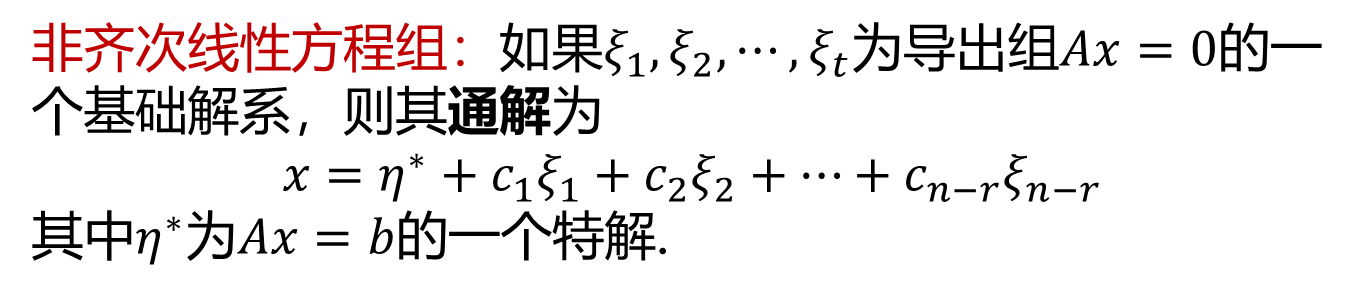 非齐次线性方程组：如果ξ₁, ξ₂, ⋯, ξₜ为导出组Ax = 0的一
个基础解系，则其通解为
x = η* + c₁ξ₁ + c₂ξ₂ + ⋯ + cₙ₋ᵣξₙ₋ᵣ
其中η*为Ax = b的一个特解.